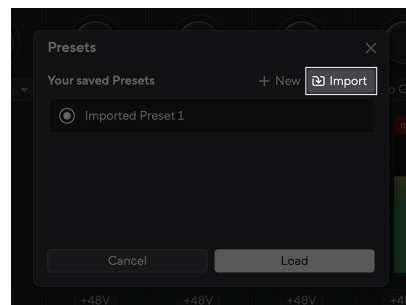 Presets
Your saved Presets
New
Import
Imported Preset 1
Cancel
Load
+48V
+48V
+48V